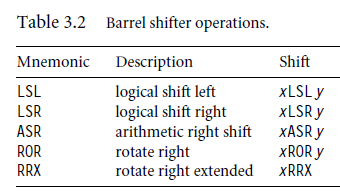 Table 3.2 Barrel shifter operations.
Mnemonic Description Shift
LSL logical shift left xLSL y
LSR logical shift right xLSR y
ASR arithmetic right shift xASR y
ROR rotate right xROR y
RRX rotate right extended xRRX